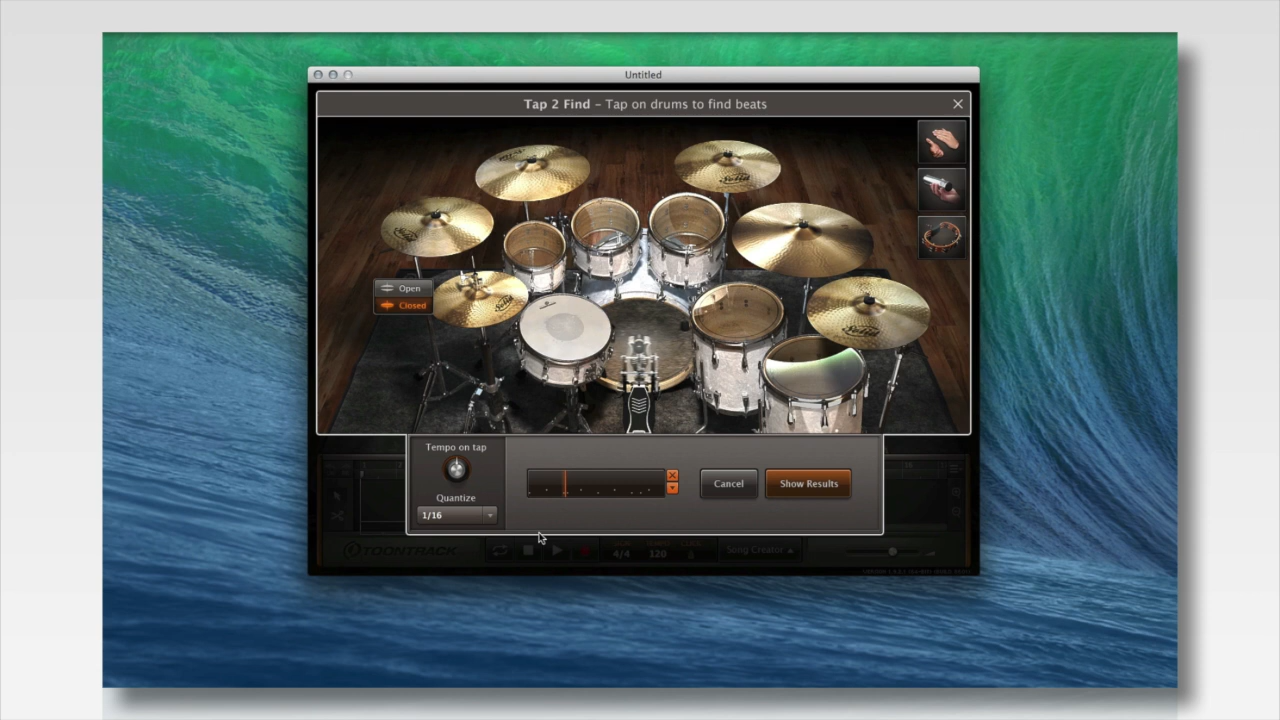 Untitled
Tap 2 Find – Tap on drums to find beats
Open
Closed
Tempo on tap
Quantize
1/16
Cancel
Show Results
TOONTRACK
4/4
120
Song Creator